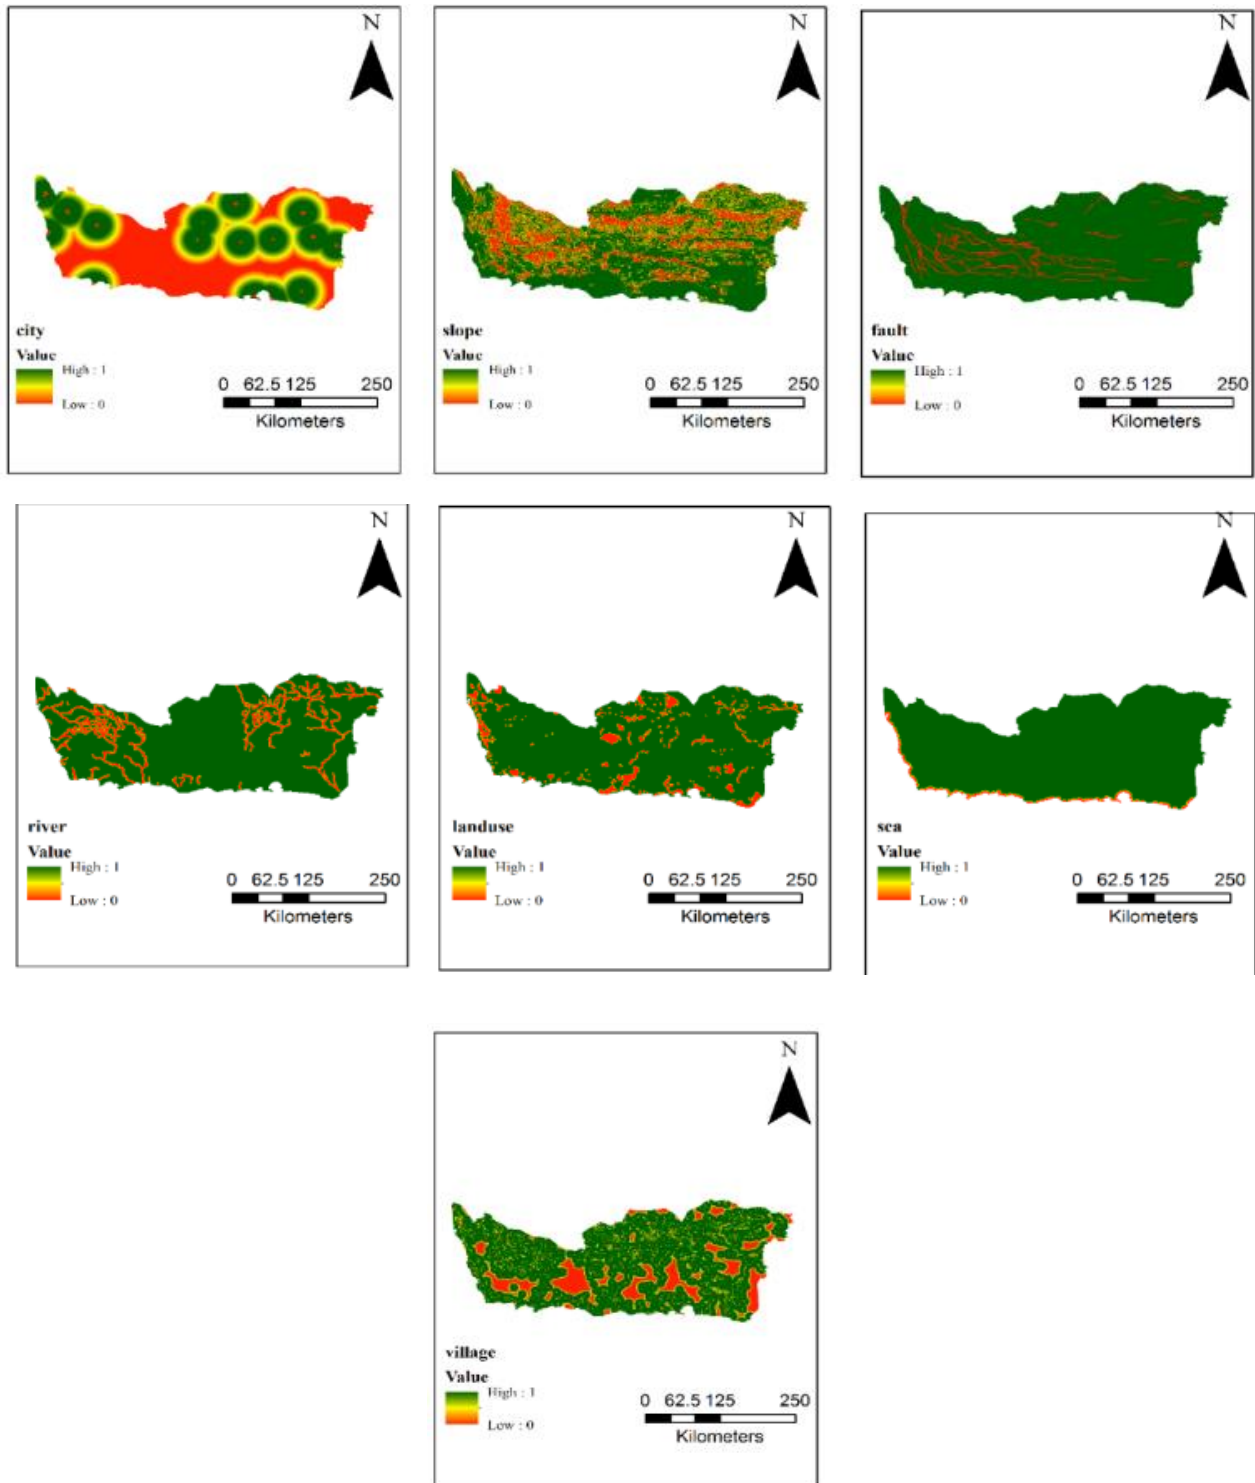 N
city
Value
High : 1
Low : 0
0 62.5 125 250
Kilometers
N
slope
Value
High : 1
Low : 0
0 62.5 125 250
Kilometers
N
fault
Value
High : 1
Low : 0
0 62.5 125 250
Kilometers
N
river
Value
High : 1
Low : 0
0 62.5 125 250
Kilometers
N
landuse
Value
High : 1
Low : 0
0 62.5 125 250
Kilometers
N
sea
Value
High : 1
Low : 0
0 62.5 125 250
Kilometers
N
village
Value
High : 1
Low : 0
0 62.5 125 250
Kilometers